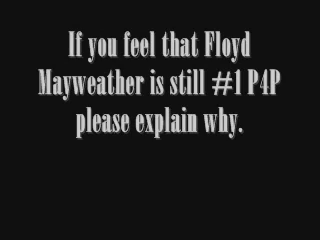 If you feel that Floyd
Mayweather is still #1 P4P
please explain why.